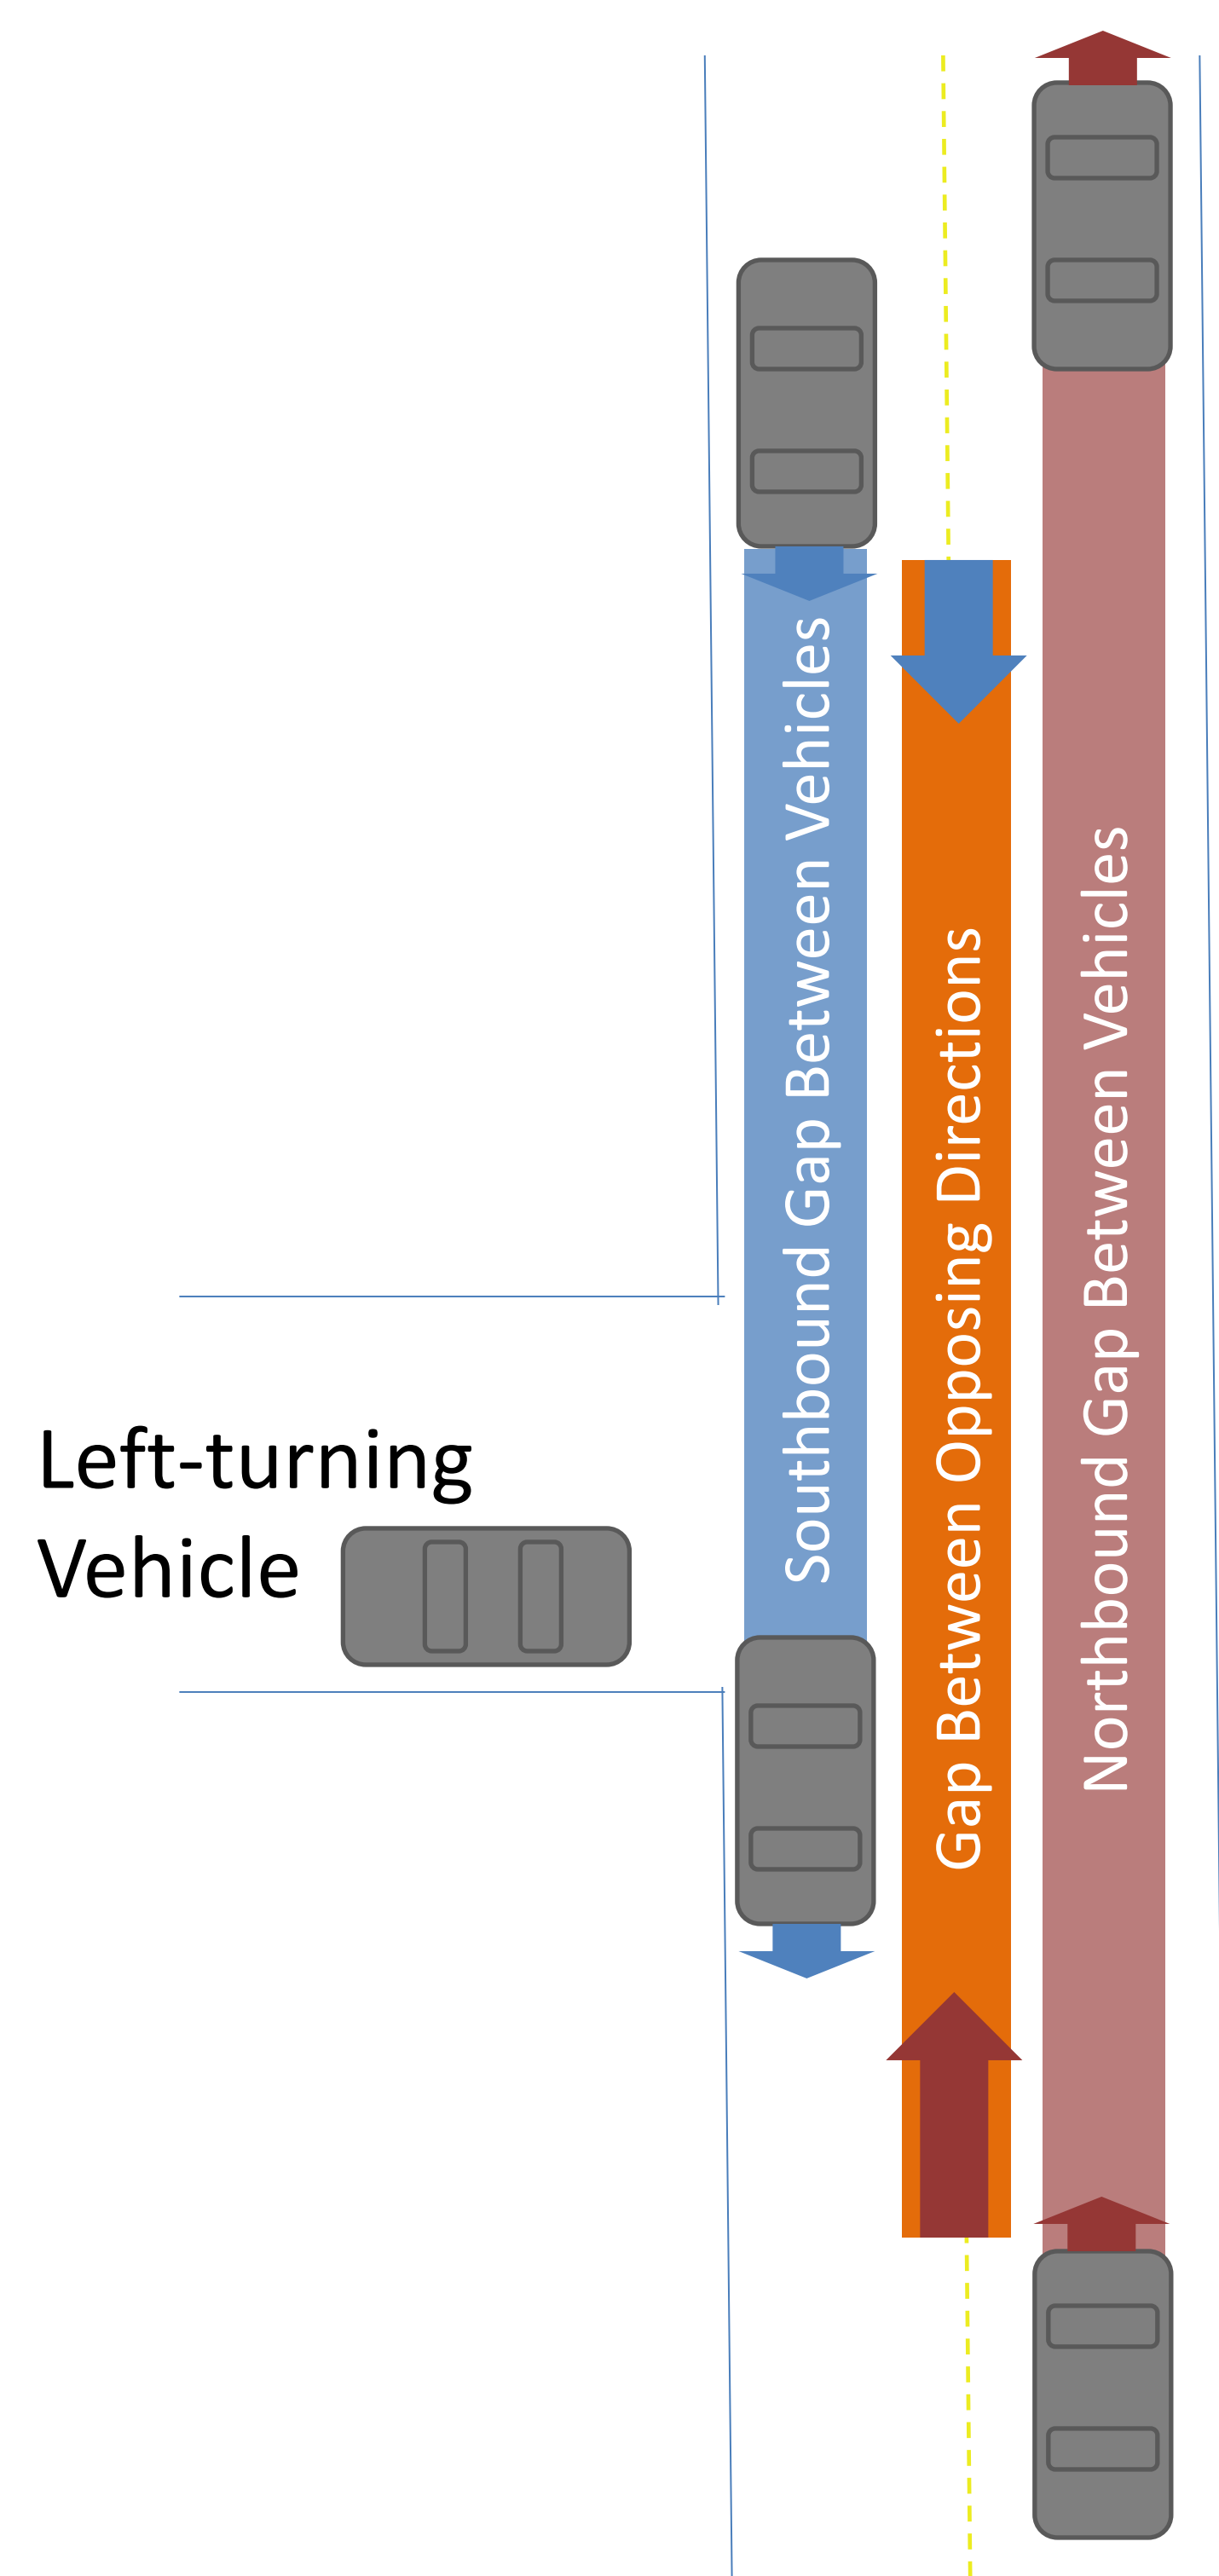 Left-turning
Vehicle
Southbound Gap Between Vehicles
Gap Between Opposing Directions
Northbound Gap Between Vehicles